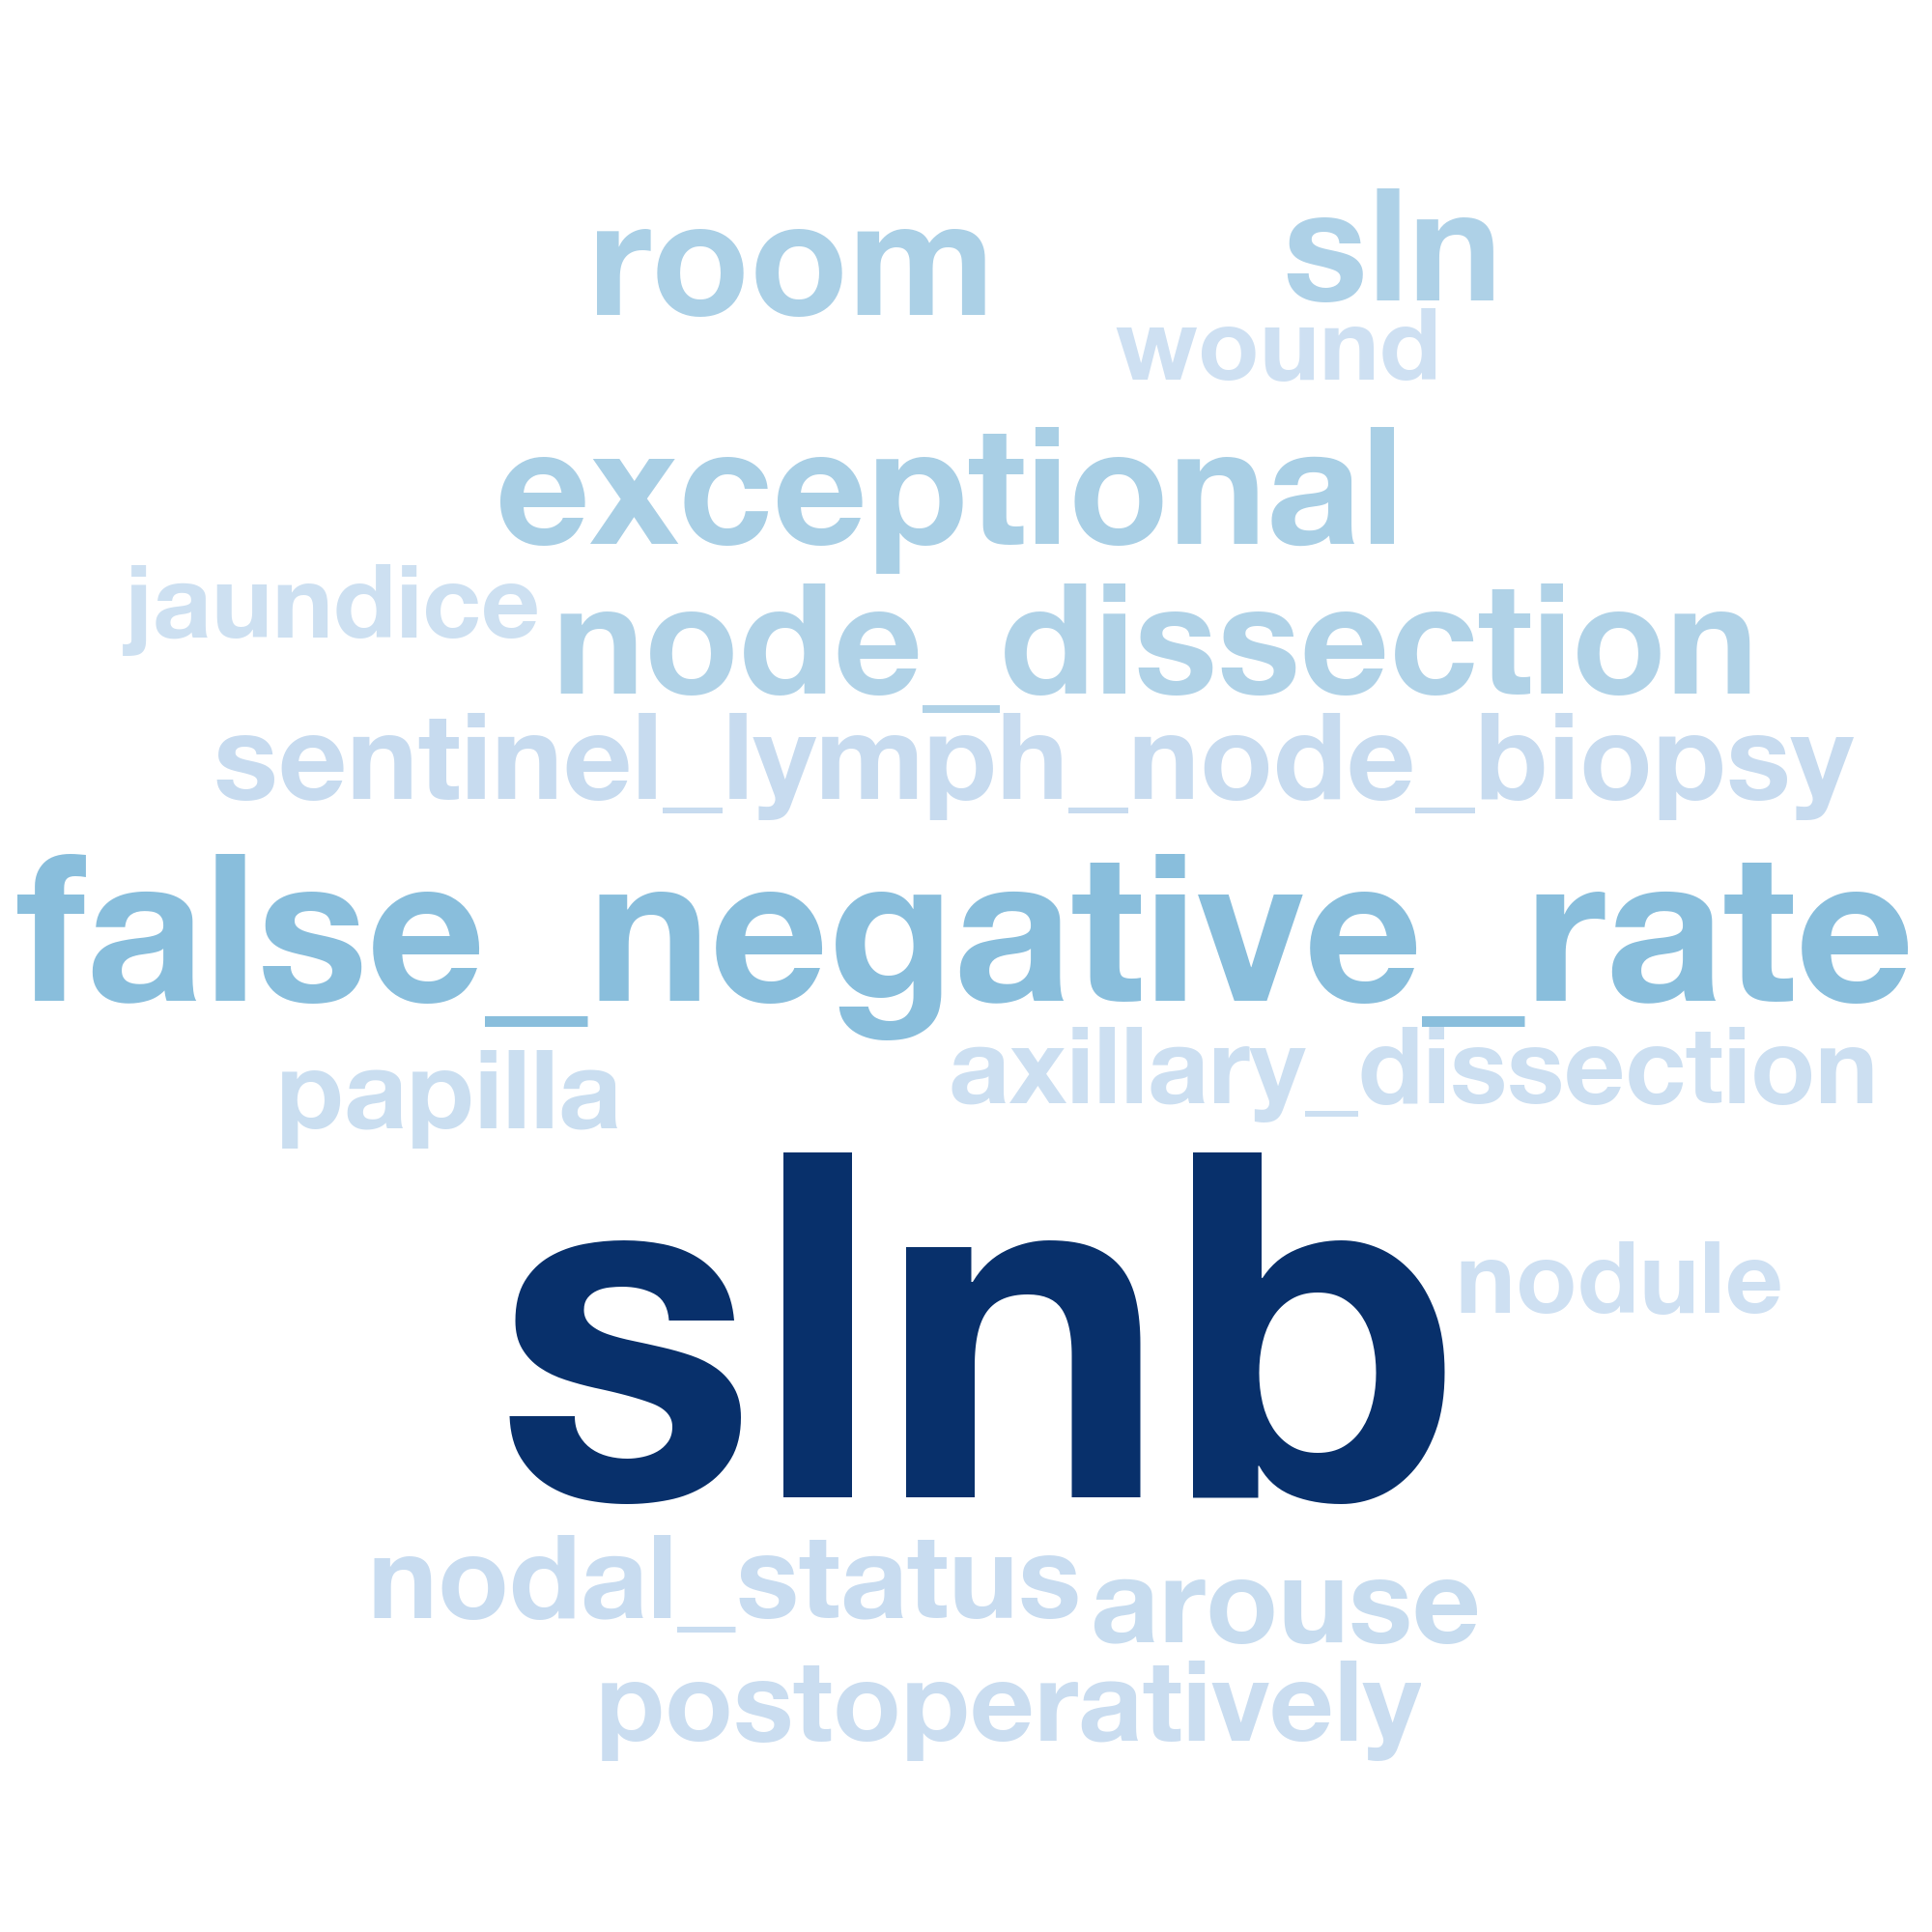 room sln
wound
exceptional
jaundice node_dissection
sentinel_lymph_node_biopsy
false_negative_rate
papilla axillary_dissection
slnb
nodule
nodal_status arouse
postoperatively